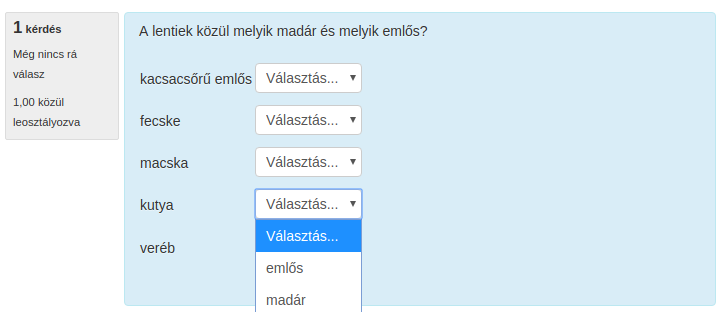 1 kérdés
Még nincs rá
válasz
1,00 közül
leosztályozva
A lentiek közül melyik madár és melyik emlős?
kacsacsőrű emlős Választás...
fecske Választás...
macska Választás...
kutya Választás...
Választás...
veréb
emlős
madár